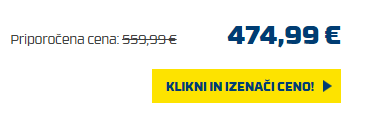 Priporočena cena: 559,99 € 474,99 €
KLIKNI IN IZENAČI CENO!